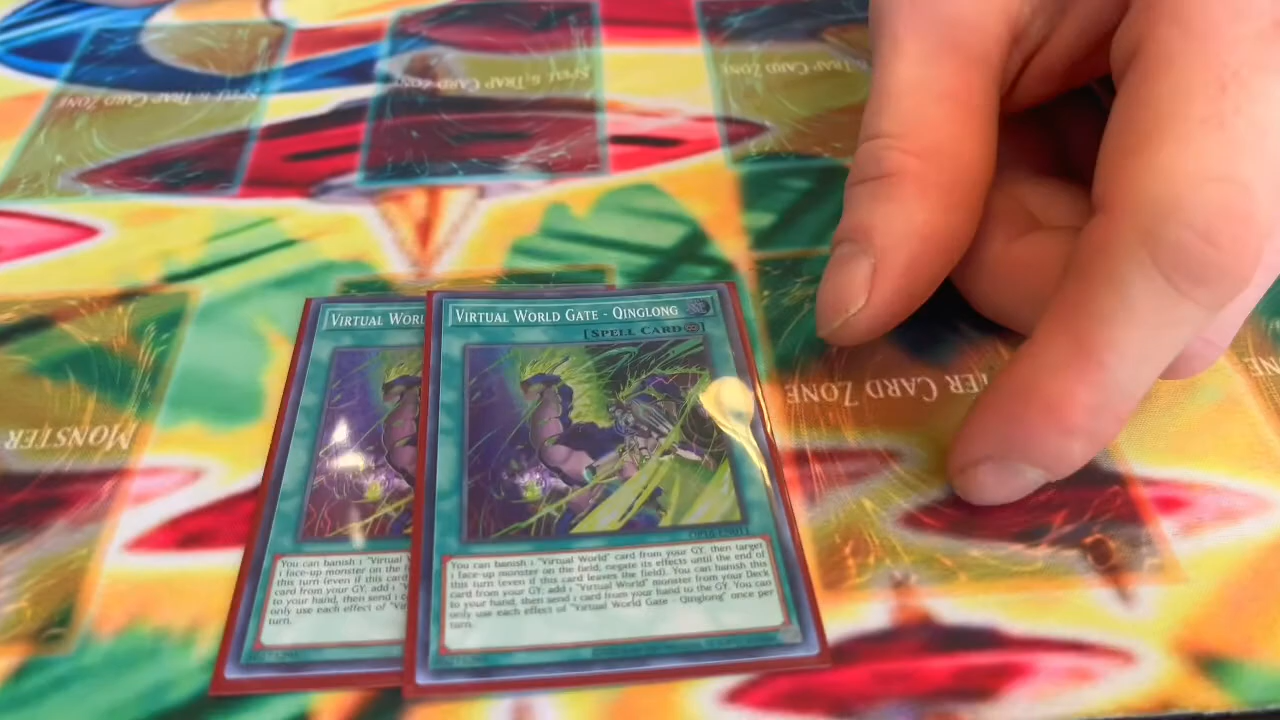 SPELL & TRAP CARD ZONE
SPELL & TRAP CARD ZONE
TRAP CARD ZONE
MONSTER
CARD ZONE
VIRTUAL WORL
VIRTUAL WORLD GATE - QINGLONG
[SPELL CARD]
You can banish 1 "Virtual
1 face-up monster on the f
this turn (even if this card
card from your GY; add 1
to your hand, then send 1 c
only use each effect of "Vir
turn.
You can banish 1 "Virtual World" card from your GY, then target
1 face-up monster on the field, negate its effects until the end of
this turn (even if this card leaves the field). You can banish this
card from your GY; add 1 "Virtual World" monster from your Deck
to your hand, then send 1 card from your hand to the GY. You can
only use each effect of "Virtual World Gate - Qinglong" once per
turn.